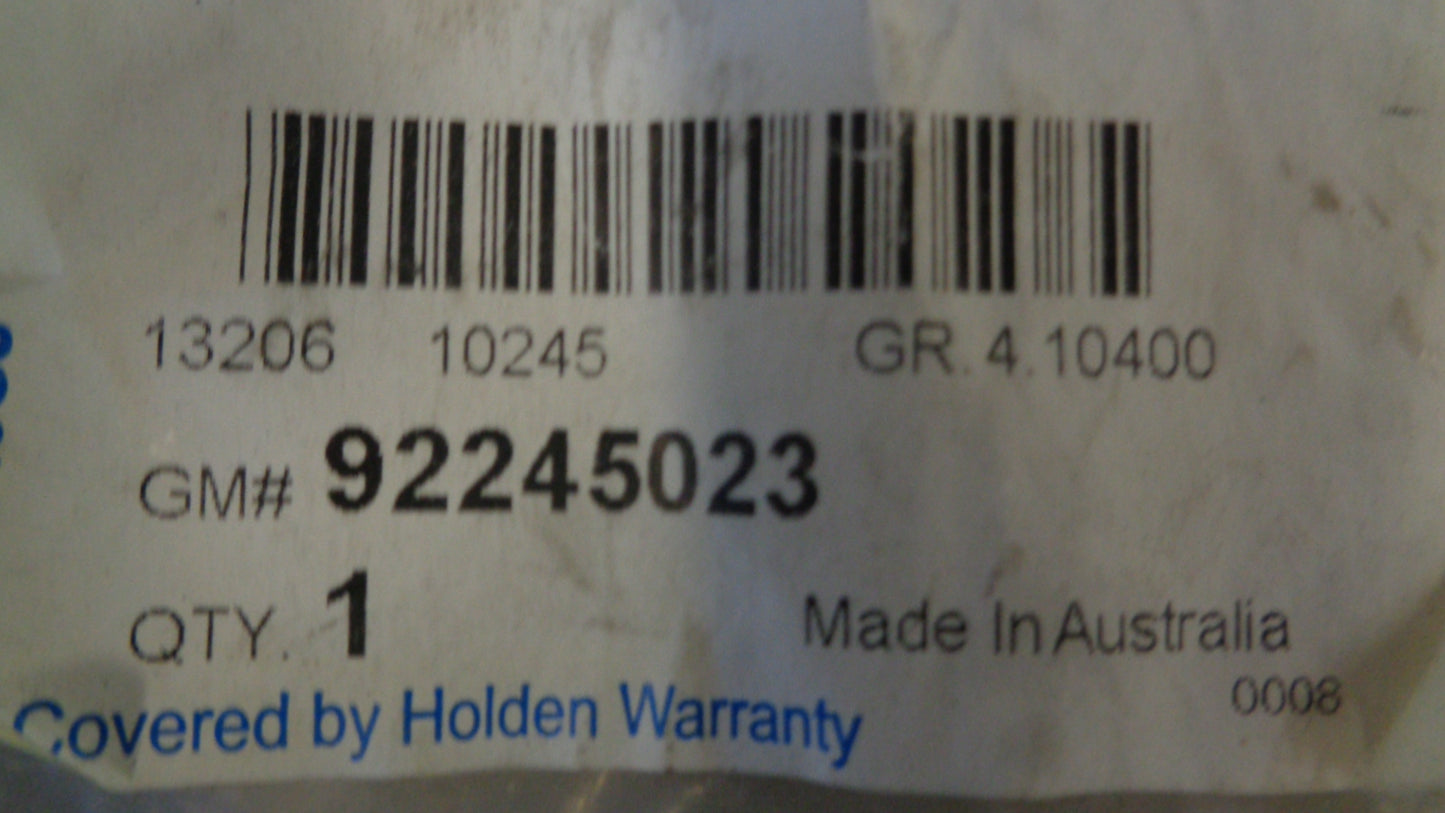 13206 10245 GR. 4.10400
GM# 92245023
QTY. 1
Made In Australia
0008
Covered by Holden Warranty